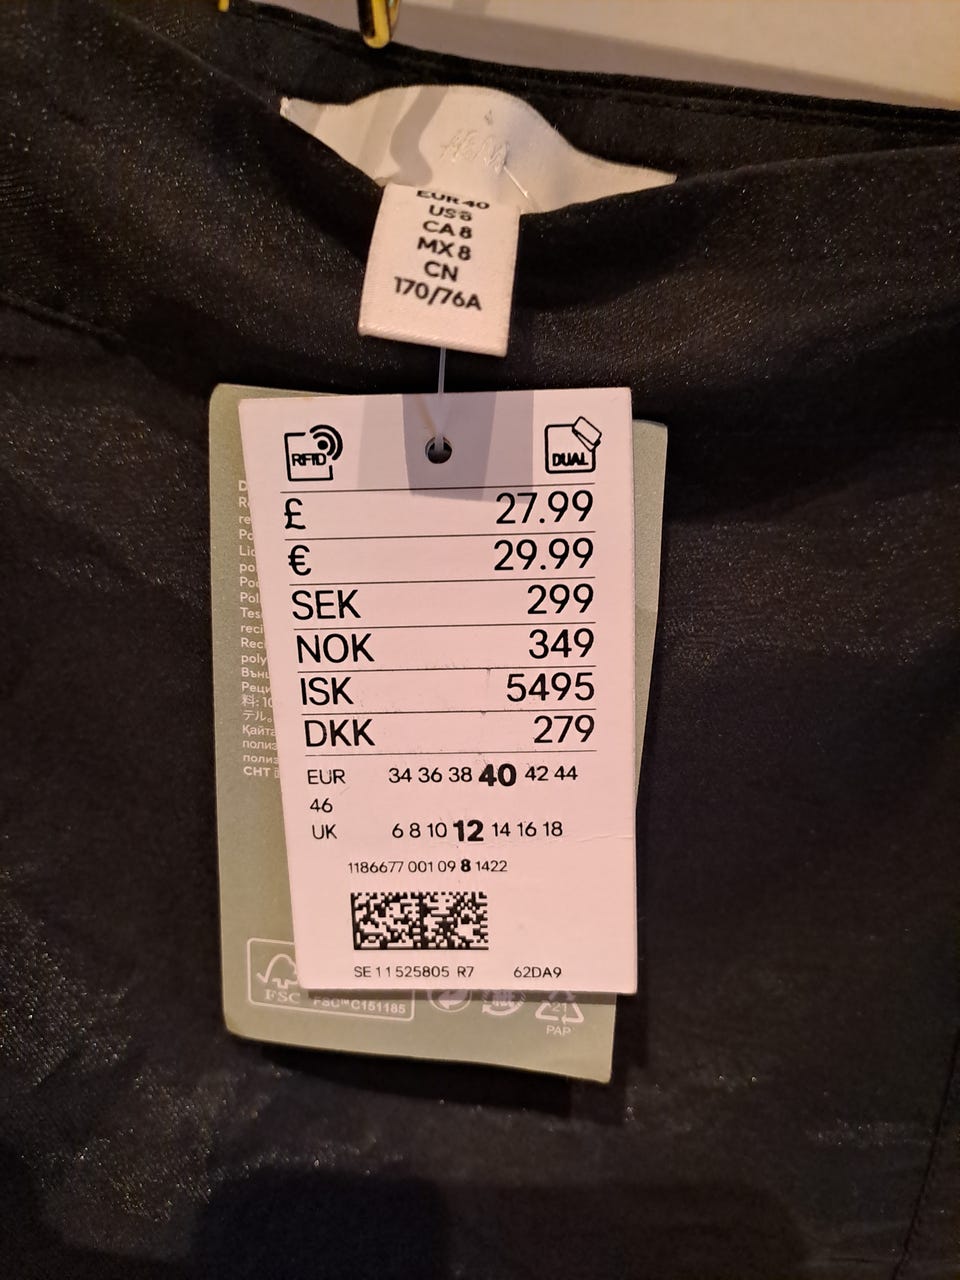 H&M
EUR 40
US 8
CA 8
MX 8
CN
170/76A
RFID
DUAL
£ 27.99
€ 29.99
SEK 299
NOK 349
ISK 5495
DKK 279
EUR 34 36 38 40 42 44
46
UK 6 8 10 12 14 16 18
1186677 001 09 8 1422
SE 11 525805 R7 62DA9
FSC
FSC™ C151185
21
PAP
CHT